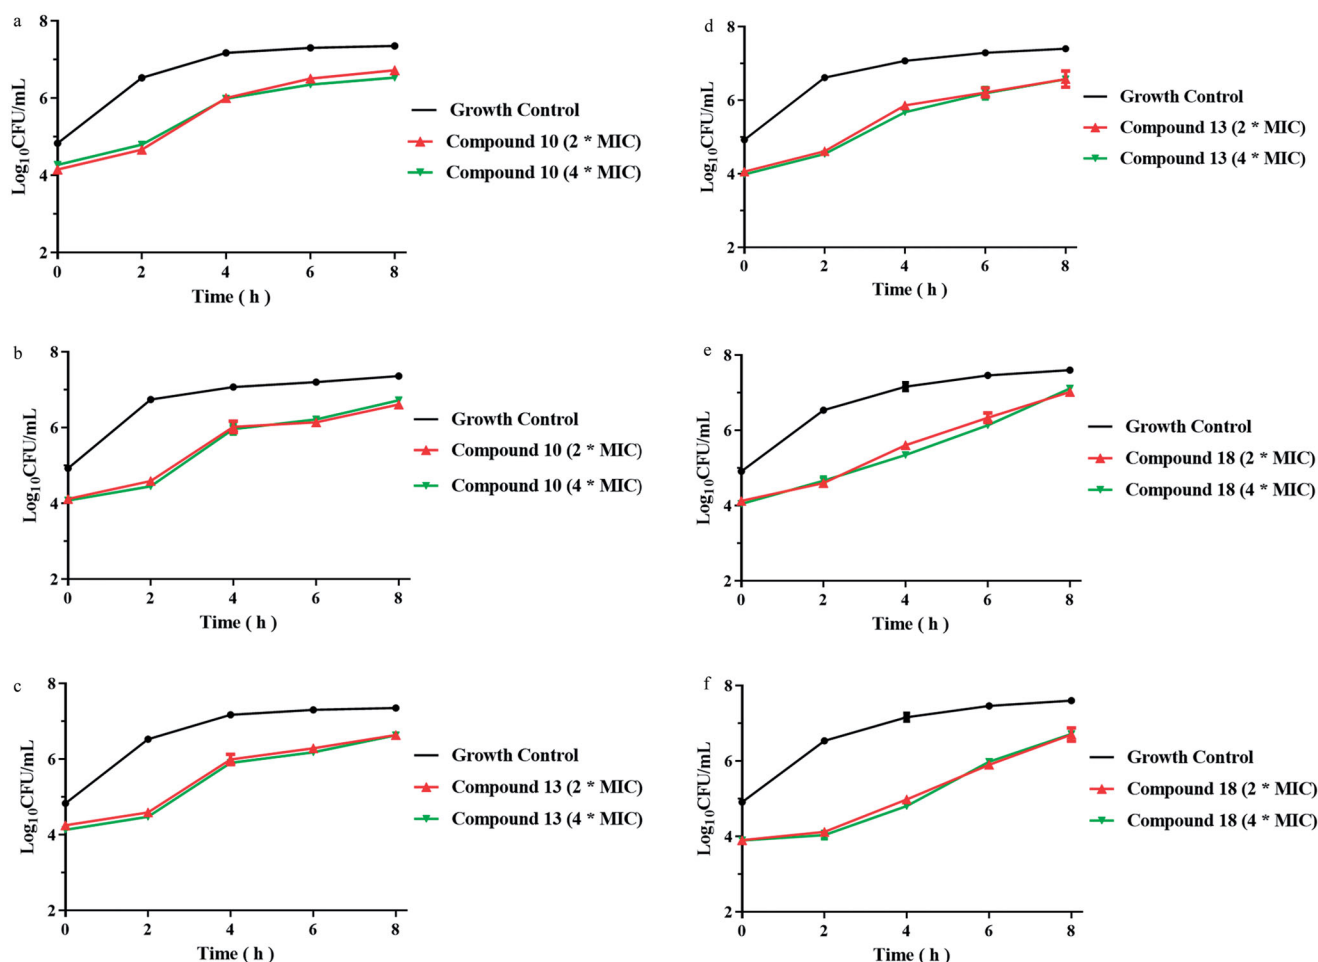 a
8
6
4
2
Log10CFU/mL
0 2 4 6 8
Time ( h )
Growth Control
Compound 10 (2 * MIC)
Compound 10 (4 * MIC)
b
8
6
4
2
Log10CFU/mL
0 2 4 6 8
Time ( h )
Growth Control
Compound 10 (2 * MIC)
Compound 10 (4 * MIC)
c
8
6
4
2
Log10CFU/mL
0 2 4 6 8
Time ( h )
Growth Control
Compound 13 (2 * MIC)
Compound 13 (4 * MIC)
d
8
6
4
2
Log10CFU/mL
0 2 4 6 8
Time ( h )
Growth Control
Compound 13 (2 * MIC)
Compound 13 (4 * MIC)
e
8
6
4
2
Log10CFU/mL
0 2 4 6 8
Time ( h )
Growth Control
Compound 18 (2 * MIC)
Compound 18 (4 * MIC)
f
8
6
4
2
Log10CFU/mL
0 2 4 6 8
Time ( h )
Growth Control
Compound 18 (2 * MIC)
Compound 18 (4 * MIC)